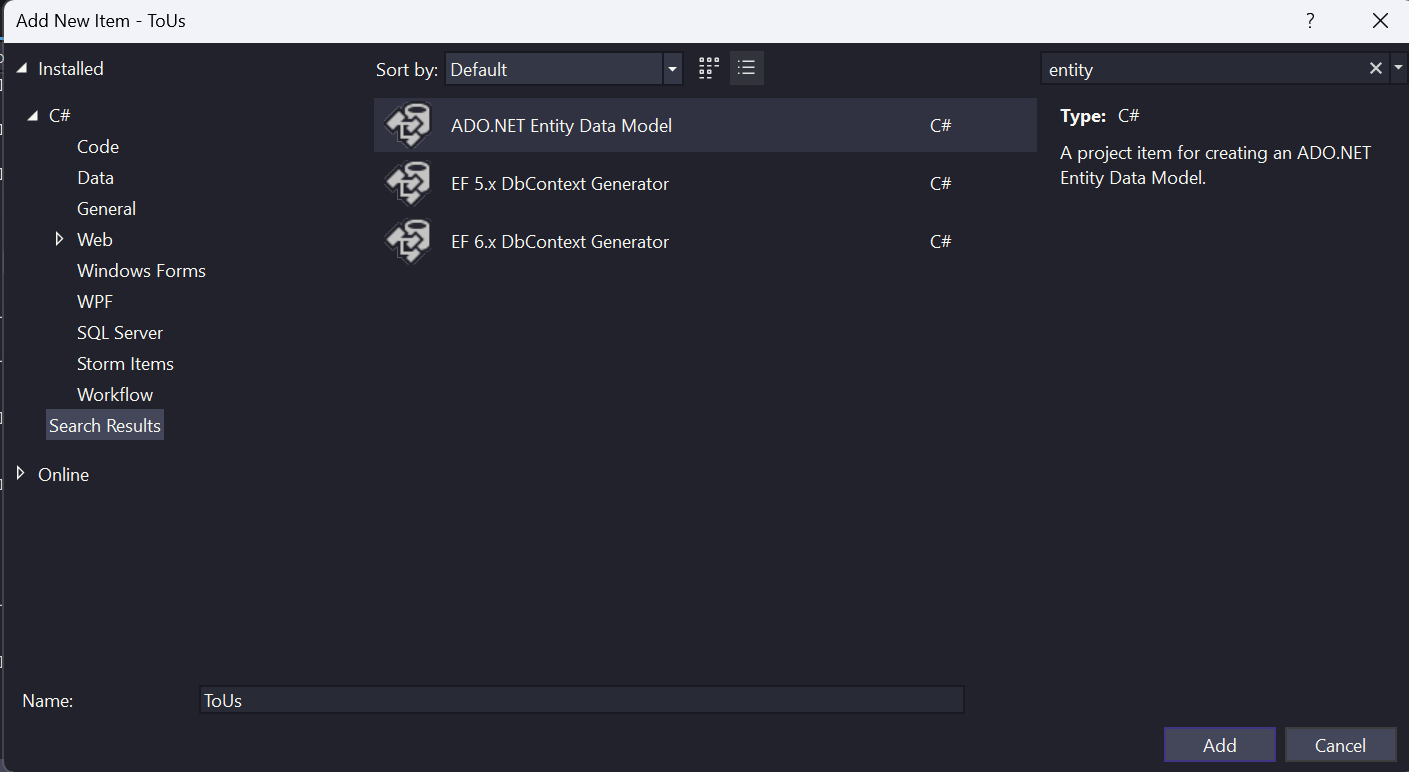 Add New Item - ToUs
?
Installed
C#
Code
Data
General
Web
Windows Forms
WPF
SQL Server
Storm Items
Workflow
Search Results
Online
Sort by: Default
ADO.NET Entity Data Model C#
EF 5.x DbContext Generator C#
EF 6.x DbContext Generator C#
entity
Type: C#
A project item for creating an ADO.NET
Entity Data Model.
Name: ToUs
Add Cancel